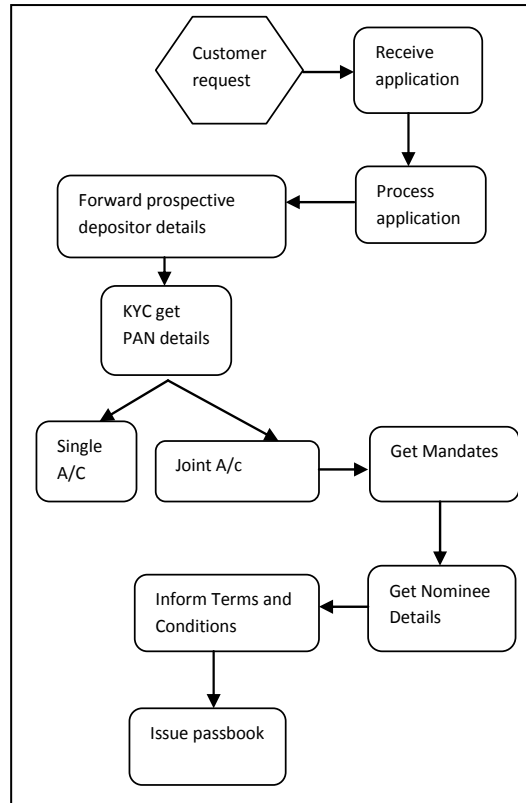 Customer
request
Receive
application
Process
application
Forward prospective
depositor details
KYC get
PAN details
Single
A/C
Joint A/c
Get Mandates
Get Nominee
Details
Inform Terms and
Conditions
Issue passbook